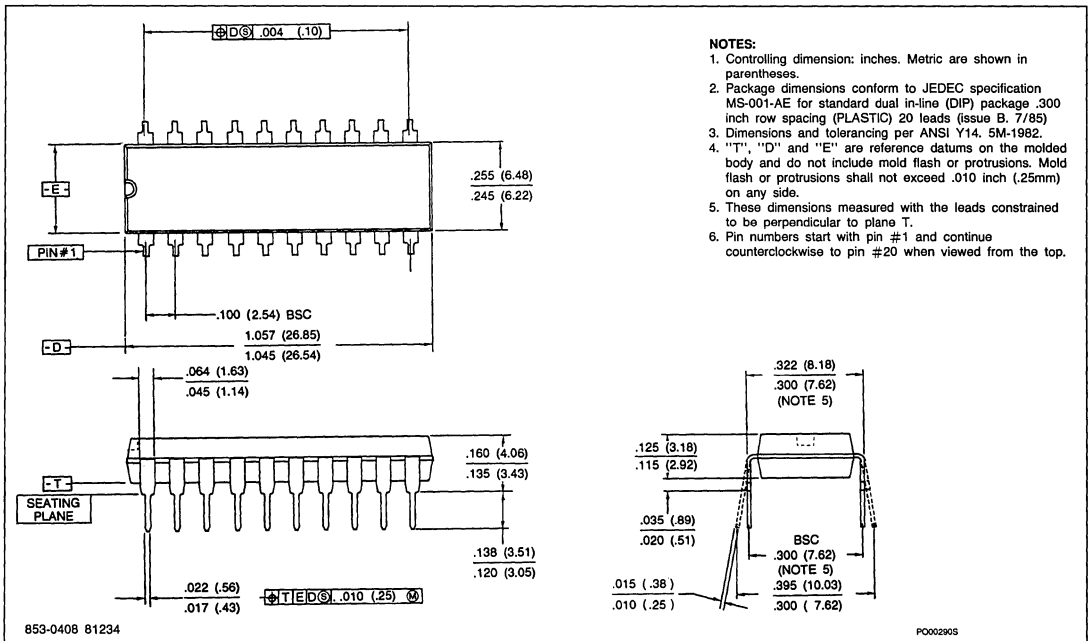 ⌖ D Ⓢ .004 (.10)
NOTES:
1. Controlling dimension: inches. Metric are shown in
parentheses.
2. Package dimensions conform to JEDEC specification
MS-001-AE for standard dual in-line (DIP) package .300
inch row spacing (PLASTIC) 20 leads (issue B. 7/85)
3. Dimensions and tolerancing per ANSI Y14. 5M-1982.
4. "T", "D" and "E" are reference datums on the molded
body and do not include mold flash or protrusions. Mold
flash or protrusions shall not exceed .010 inch (.25mm)
on any side.
5. These dimensions measured with the leads constrained
to be perpendicular to plane T.
6. Pin numbers start with pin #1 and continue
counterclockwise to pin #20 when viewed from the top.
-E-
.255 (6.48)
.245 (6.22)
PIN#1
.100 (2.54) BSC
-D-
1.057 (26.85)
1.045 (26.54)
.064 (1.63)
.045 (1.14)
.160 (4.06)
.135 (3.43)
-T-
SEATING
PLANE
.138 (3.51)
.120 (3.05)
.022 (.56)
.017 (.43)
⌖ T E D Ⓢ .010 (.25) Ⓜ
.322 (8.18)
.300 (7.62)
(NOTE 5)
.125 (3.18)
.115 (2.92)
.035 (.89)
.020 (.51)
BSC
.300 (7.62)
(NOTE 5)
.395 (10.03)
.300 ( 7.62)
.015 (.38 )
.010 (.25 )
853-0408 81234
PO00290S